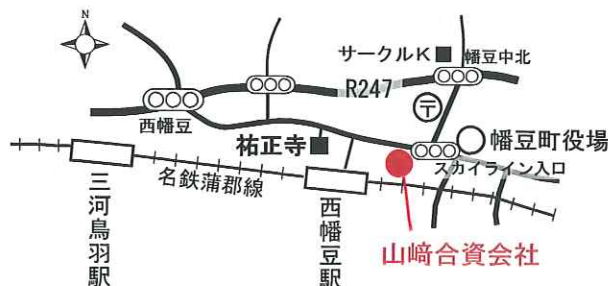 サークルK
幡豆中北
R247
〒
西幡豆
祐正寺
幡豆町役場
スカイライン入口
名鉄蒲郡線
三河鳥羽駅
西幡豆駅
山﨑合資会社